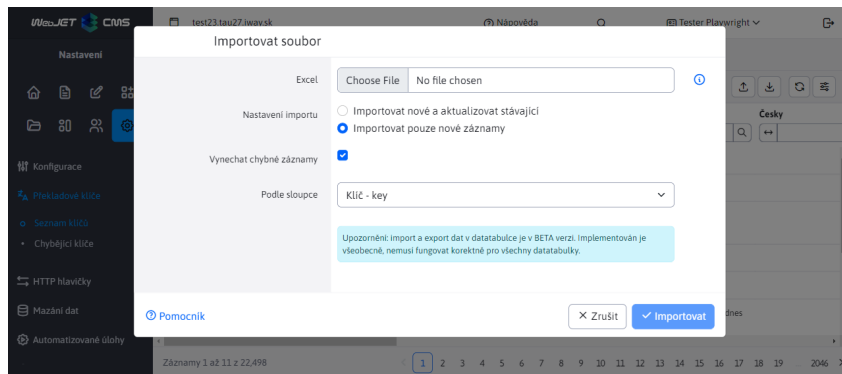 WebJET CMS
test23.tau27.iway.sk
Nápověda
Tester Playwright
Nastavení
Importovat soubor
Excel
Choose File No file chosen
Nastavení importu
Importovat nové a aktualizovat stávající
Importovat pouze nové záznamy
Česky
Konfigurace
Vynechat chybné záznamy
Překladové klíče
Podle sloupce
Klíč - key
Seznam klíčů
Chybějící klíče
Upozornění: import a export dat v datatabulce je v BETA verzi. Implementován je
všeobecně, nemusí fungovat korektně pro všechny datatabulky.
HTTP hlavičky
Mazání dat
Pomocník
Zrušit
Importovat
dnes
Automatizované úlohy
Záznamy 1 až 11 z 22,498
1 2 3 4 5 6 7 8 9 10 11 12 13 14 15 16 17 18 19 … 2046